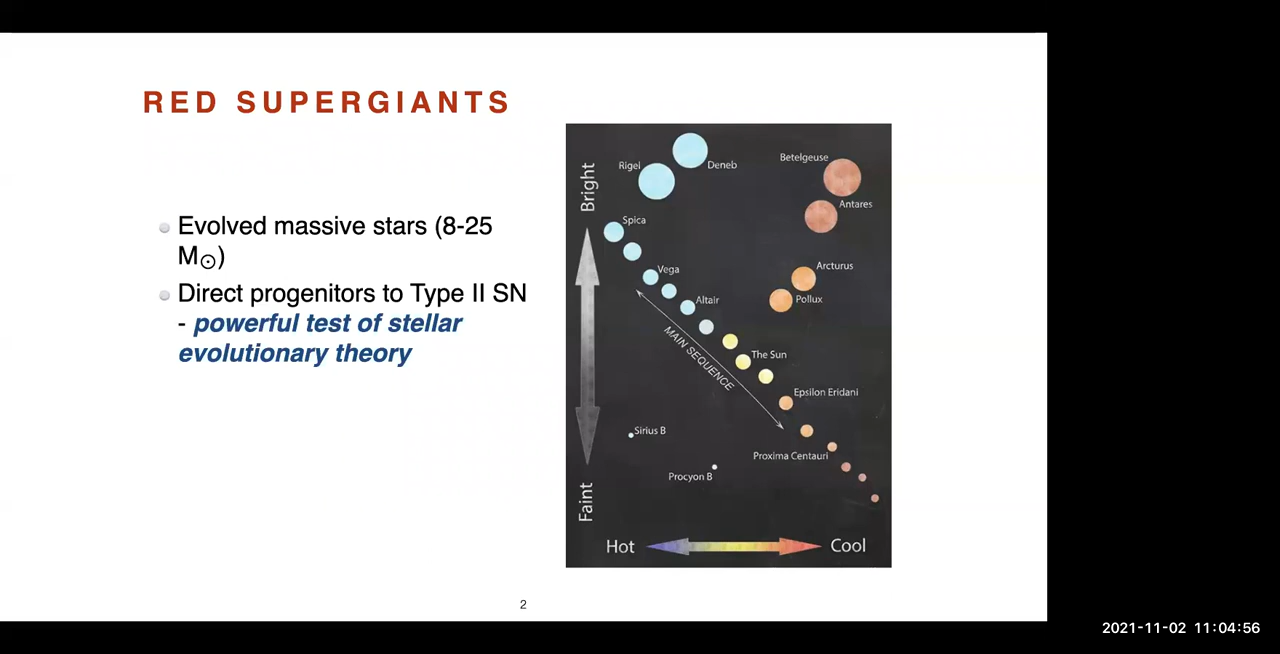 RED SUPERGIANTS
Evolved massive stars (8-25
M☉)
Direct progenitors to Type II SN
- powerful test of stellar
evolutionary theory
Bright
Faint
Rigel
Deneb
Betelgeuse
Antares
Spica
Vega
Altair
Arcturus
Pollux
MAIN SEQUENCE
The Sun
Epsilon Eridani
Sirius B
Proxima Centauri
Procyon B
Hot
Cool
2
2021-11-02 11:04:56